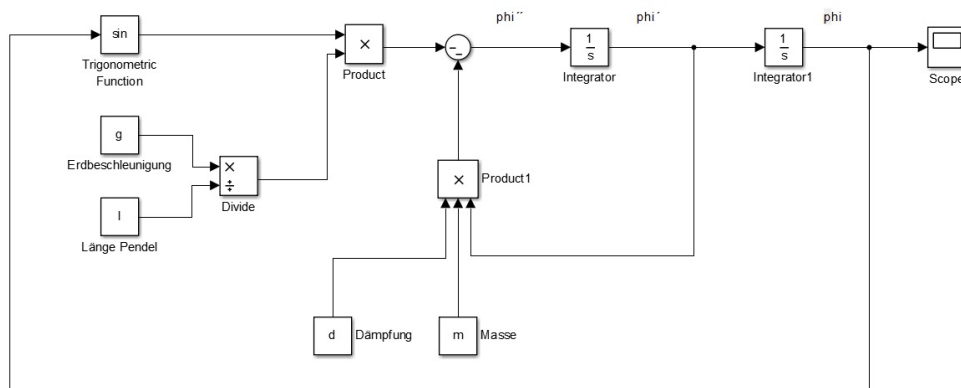 phi´´
phi´
phi
sin
Trigonometric
Function
×
Product
1
s
Integrator
1
s
Integrator1
Scope
g
Erdbeschleunigung
×
÷
Divide
l
Länge Pendel
×
Product1
d
Dämpfung
m
Masse